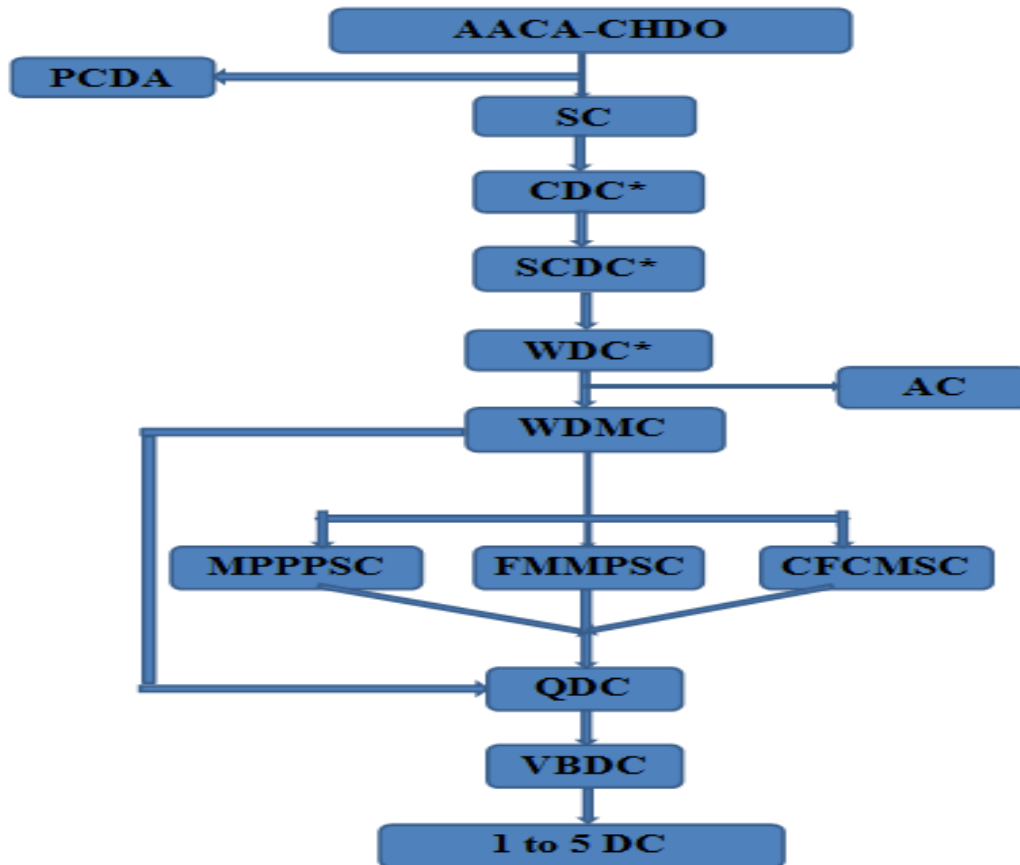 AACA-CHDO
PCDA
SC
CDC*
SCDC*
WDC*
AC
WDMC
MPPPSC
FMMPSC
CFCMSC
QDC
VBDC
1 to 5 DC